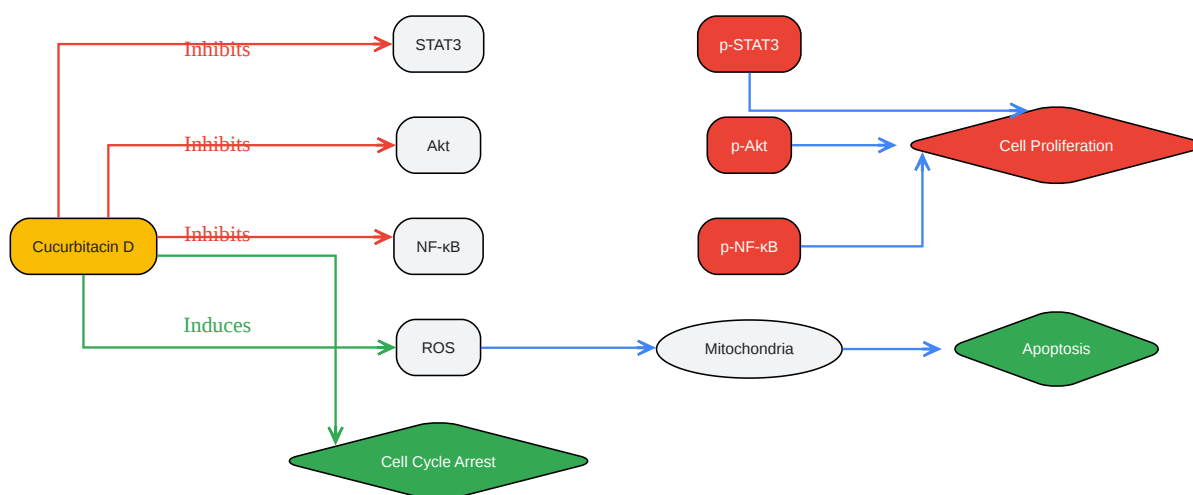 STAT3
p-STAT3
Inhibits
Inhibits
Akt
p-Akt
Cell Proliferation
Inhibits
Cucurbitacin D
NF-κB
p-NF-κB
Induces
ROS
Mitochondria
Apoptosis
Cell Cycle Arrest